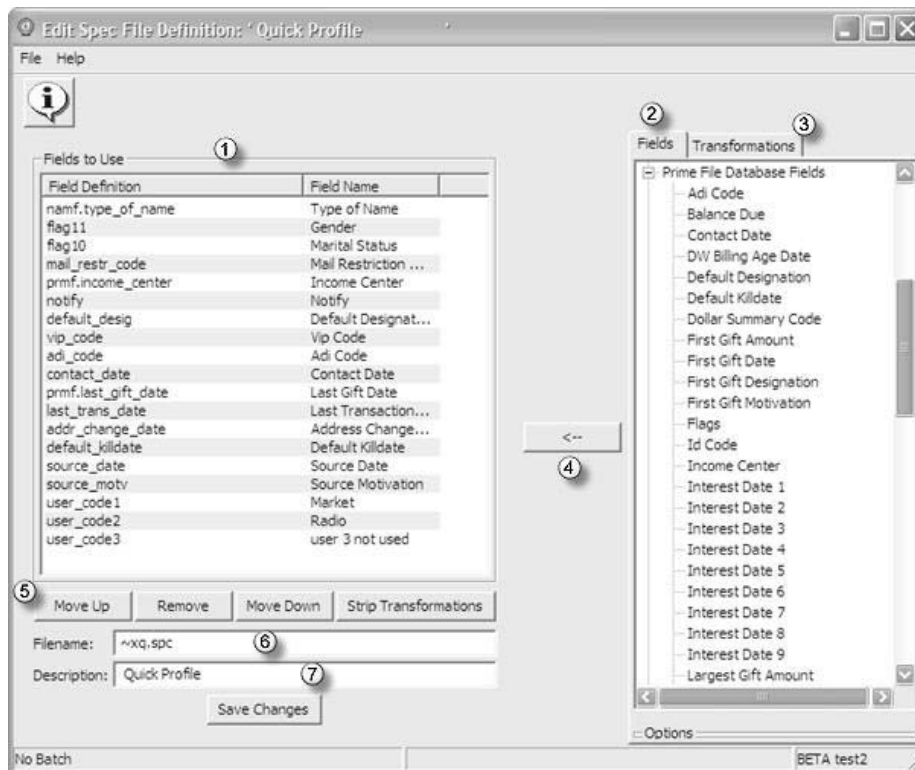 Edit Spec File Definition: ' Quick Profile '
File Help
i
1
2
3
Fields to Use
Fields Transformations
Field Definition Field Name
namf.type_of_name Type of Name
flag11 Gender
flag10 Marital Status
mail_restr_code Mail Restriction ...
prmf.income_center Income Center
notify Notify
default_desig Default Designat...
vip_code Vip Code
adi_code Adi Code
contact_date Contact Date
prmf.last_gift_date Last Gift Date
last_trans_date Last Transaction...
addr_change_date Address Change...
default_killdate Default Killdate
source_date Source Date
source_motv Source Motivation
user_code1 Market
user_code2 Radio
user_code3 user 3 not used
5
Move Up Remove Move Down Strip Transformations
Filename: ~xq.spc 6
Description: Quick Profile 7
Save Changes
<--
4
Prime File Database Fields
Adi Code
Balance Due
Contact Date
DW Billing Age Date
Default Designation
Default Killdate
Dollar Summary Code
First Gift Amount
First Gift Date
First Gift Designation
First Gift Motivation
Flags
Id Code
Income Center
Interest Date 1
Interest Date 2
Interest Date 3
Interest Date 4
Interest Date 5
Interest Date 6
Interest Date 7
Interest Date 8
Interest Date 9
Largest Gift Amount
Options
No Batch BETA test2